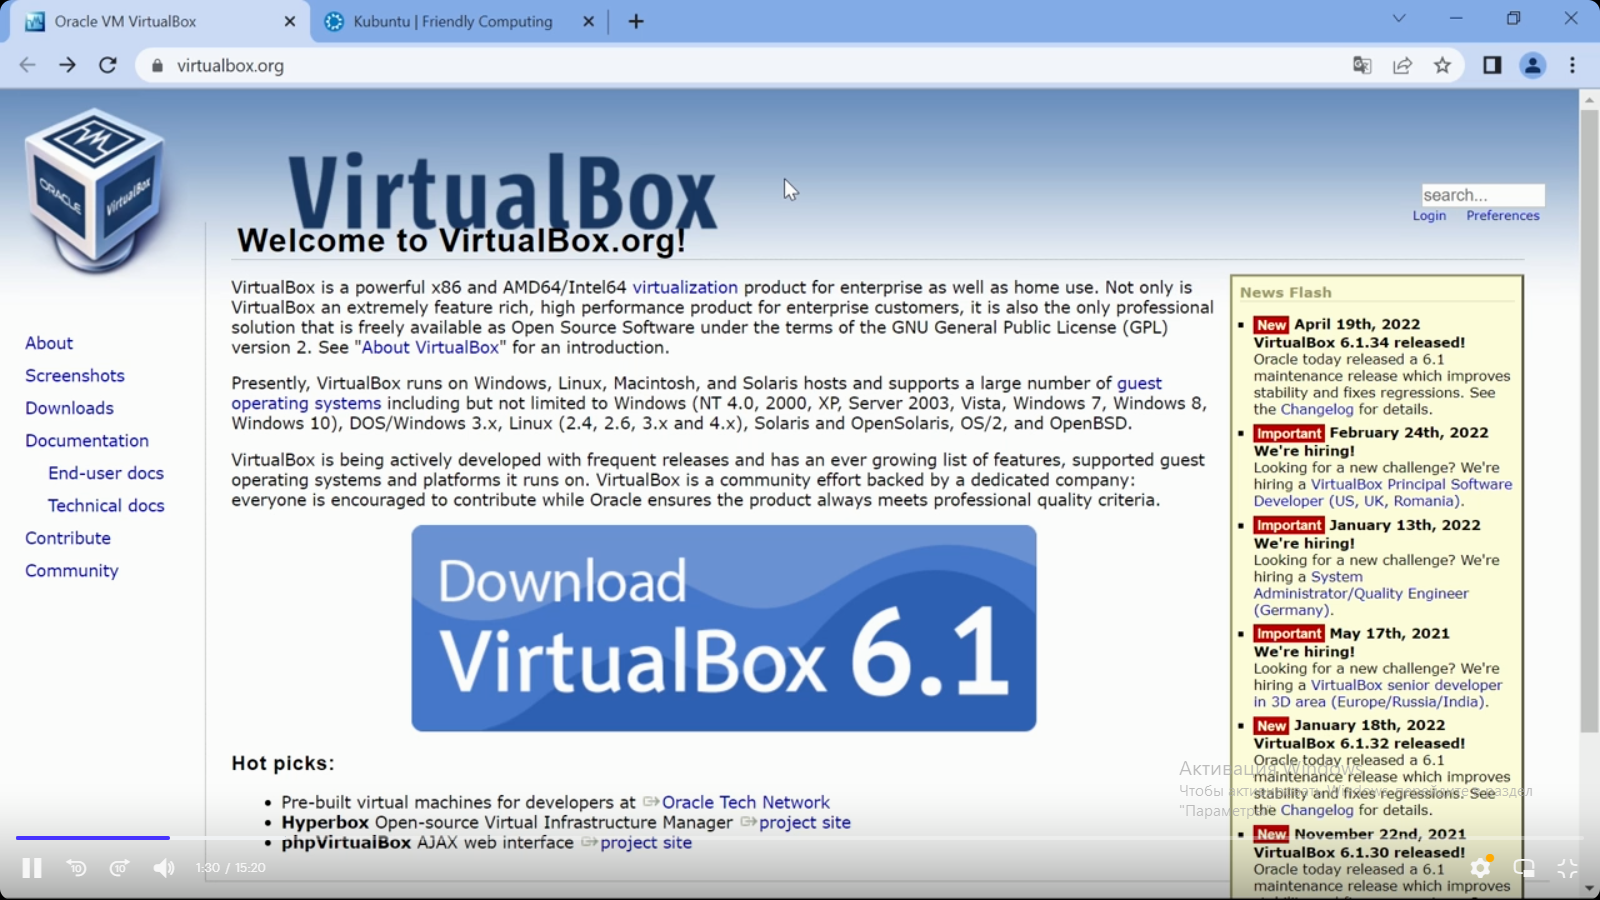 Oracle VM VirtualBox
Kubuntu | Friendly Computing
virtualbox.org
ORACLE
VirtualBox
VirtualBox
search...
Login Preferences
Welcome to VirtualBox.org!
VirtualBox is a powerful x86 and AMD64/Intel64 virtualization product for enterprise as well as home use. Not only is
VirtualBox an extremely feature rich, high performance product for enterprise customers, it is also the only professional
solution that is freely available as Open Source Software under the terms of the GNU General Public License (GPL)
version 2. See "About VirtualBox" for an introduction.
Presently, VirtualBox runs on Windows, Linux, Macintosh, and Solaris hosts and supports a large number of guest
operating systems including but not limited to Windows (NT 4.0, 2000, XP, Server 2003, Vista, Windows 7, Windows 8,
Windows 10), DOS/Windows 3.x, Linux (2.4, 2.6, 3.x and 4.x), Solaris and OpenSolaris, OS/2, and OpenBSD.
VirtualBox is being actively developed with frequent releases and has an ever growing list of features, supported guest
operating systems and platforms it runs on. VirtualBox is a community effort backed by a dedicated company:
everyone is encouraged to contribute while Oracle ensures the product always meets professional quality criteria.
About
Screenshots
Downloads
Documentation
End-user docs
Technical docs
Contribute
Community
Download
VirtualBox 6.1
Hot picks:
Pre-built virtual machines for developers at Oracle Tech Network
Hyperbox Open-source Virtual Infrastructure Manager project site
phpVirtualBox AJAX web interface project site
News Flash
New April 19th, 2022
VirtualBox 6.1.34 released!
Oracle today released a 6.1
maintenance release which improves
stability and fixes regressions. See
the Changelog for details.
Important February 24th, 2022
We're hiring!
Looking for a new challenge? We're
hiring a VirtualBox Principal Software
Developer (US, UK, Romania).
Important January 13th, 2022
We're hiring!
Looking for a new challenge? We're
hiring a System
Administrator/Quality Engineer
(Germany).
Important May 17th, 2021
We're hiring!
Looking for a new challenge? We're
hiring a VirtualBox senior developer
in 3D area (Europe/Russia/India).
New January 18th, 2022
VirtualBox 6.1.32 released!
Oracle today released a 6.1
maintenance release which improves
stability and fixes regressions. See
the Changelog for details.
New November 22nd, 2021
VirtualBox 6.1.30 released!
Oracle today released a 6.1
maintenance release which improves
Активация Windows
Чтобы активировать Windows, перейдите в раздел
"Параметры".
10
10
1:30 / 15:20